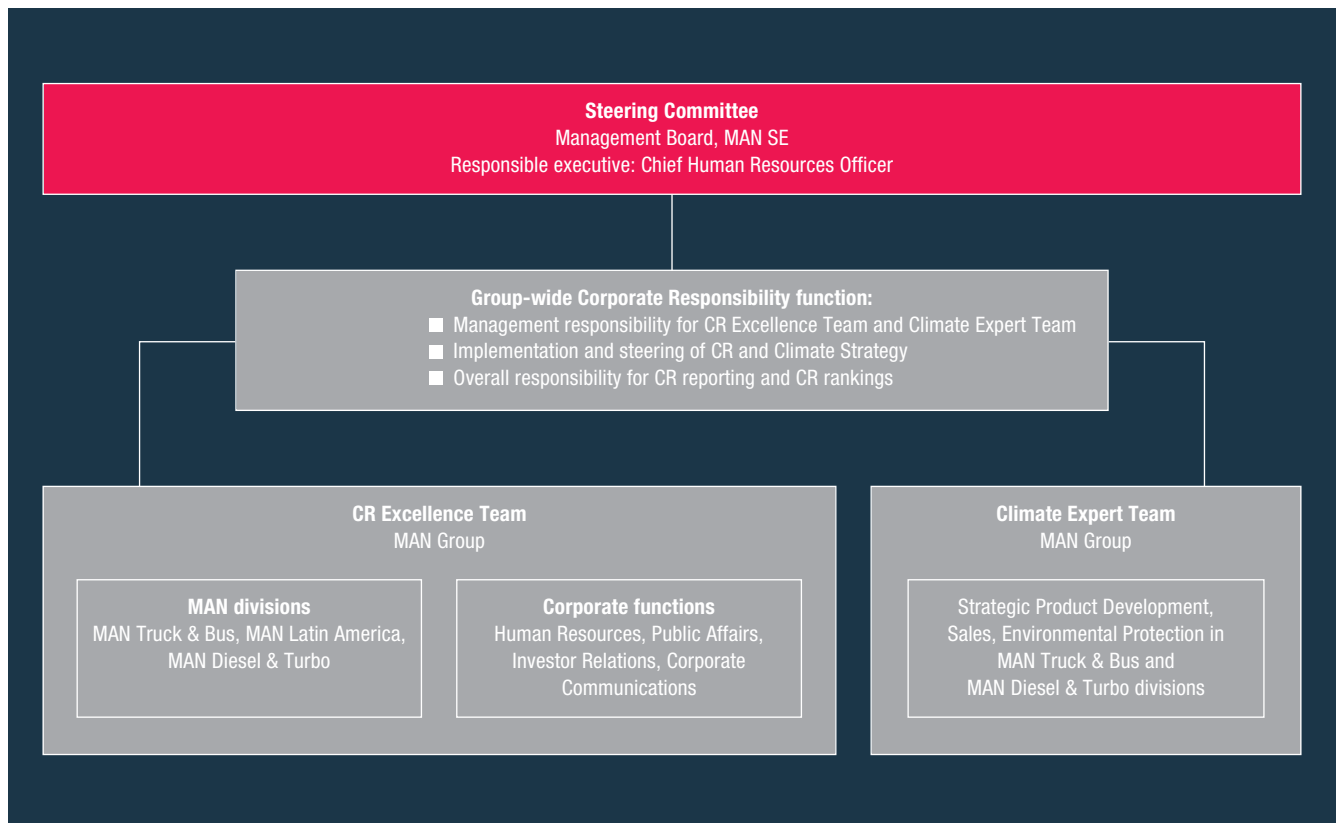 Steering Committee
Management Board, MAN SE
Responsible executive: Chief Human Resources Officer
Group-wide Corporate Responsibility function:
■ Management responsibility for CR Excellence Team and Climate Expert Team
■ Implementation and steering of CR and Climate Strategy
■ Overall responsibility for CR reporting and CR rankings
CR Excellence Team
MAN Group
MAN divisions
MAN Truck & Bus, MAN Latin America,
MAN Diesel & Turbo
Corporate functions
Human Resources, Public Affairs,
Investor Relations, Corporate
Communications
Climate Expert Team
MAN Group
Strategic Product Development,
Sales, Environmental Protection in
MAN Truck & Bus and
MAN Diesel & Turbo divisions